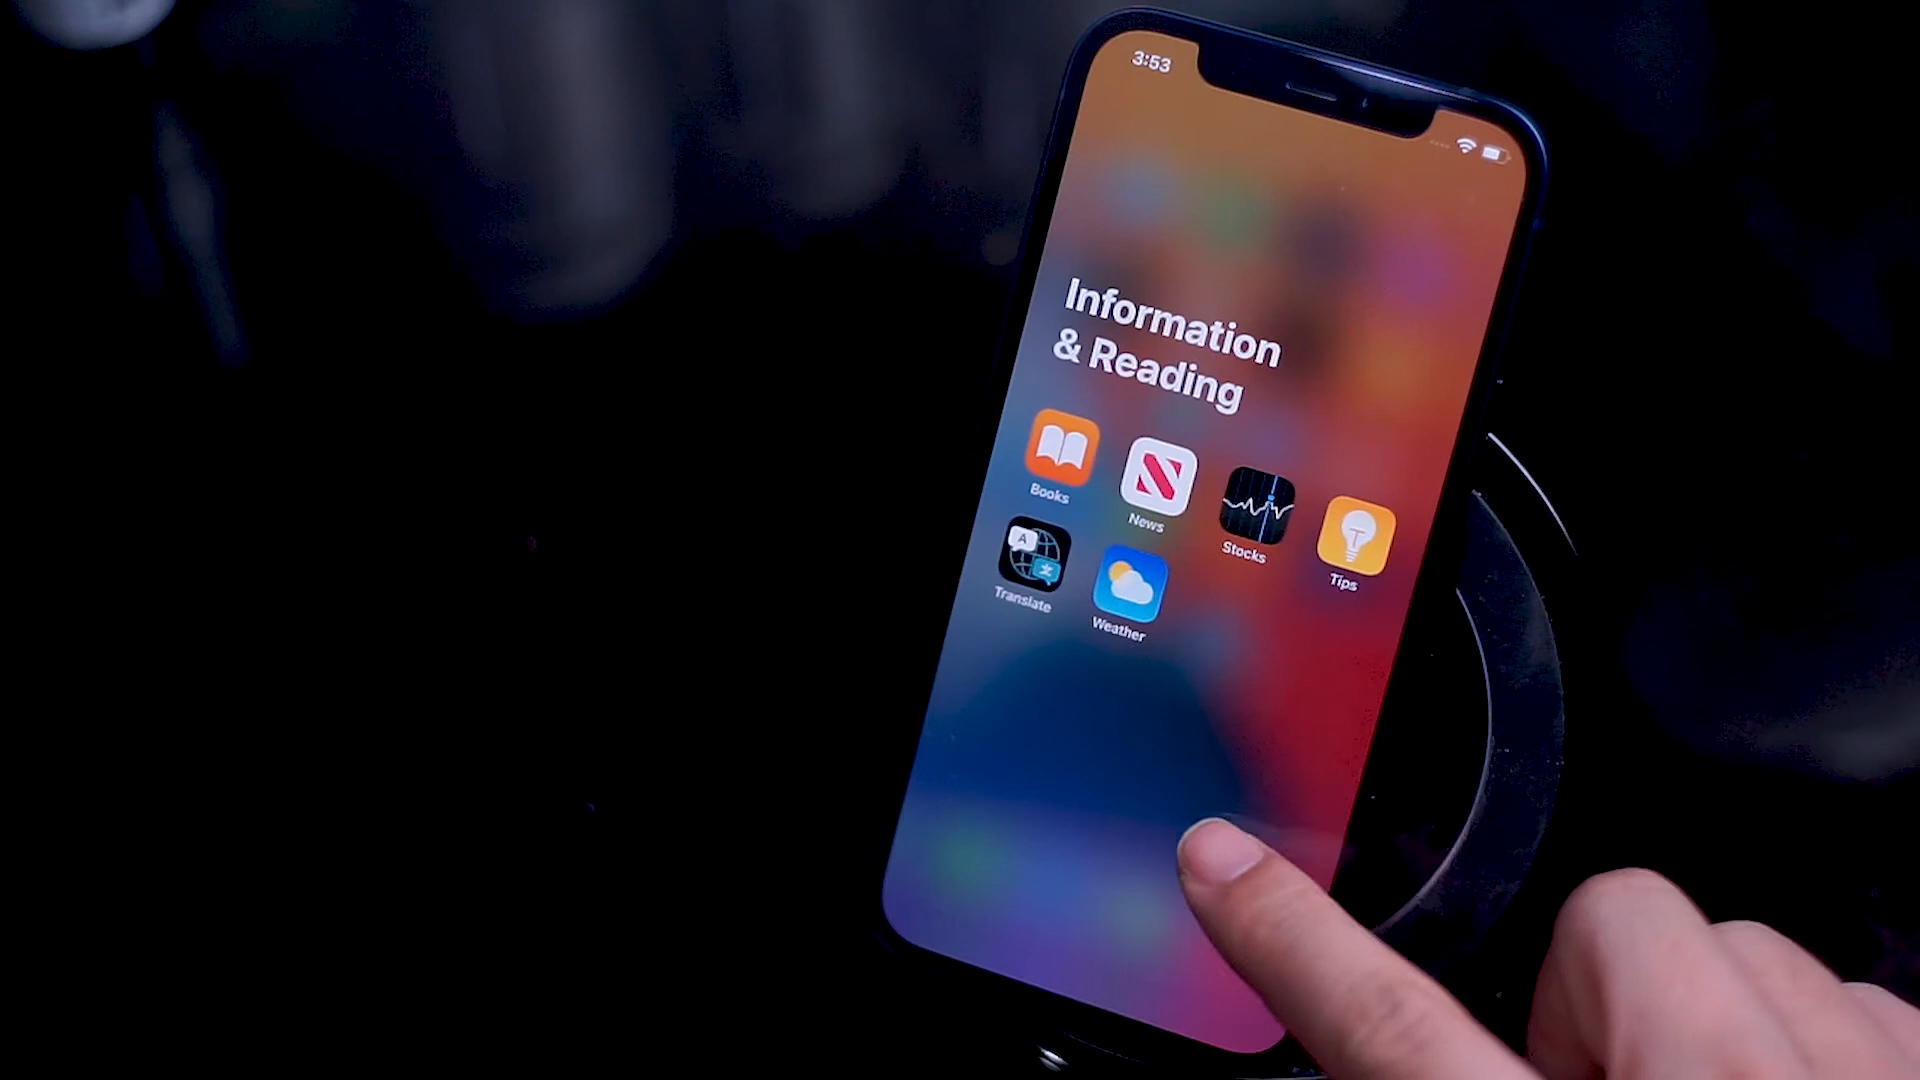 3:53
Information
& Reading
Books
News
Stocks
Tips
A
Translate
Weather